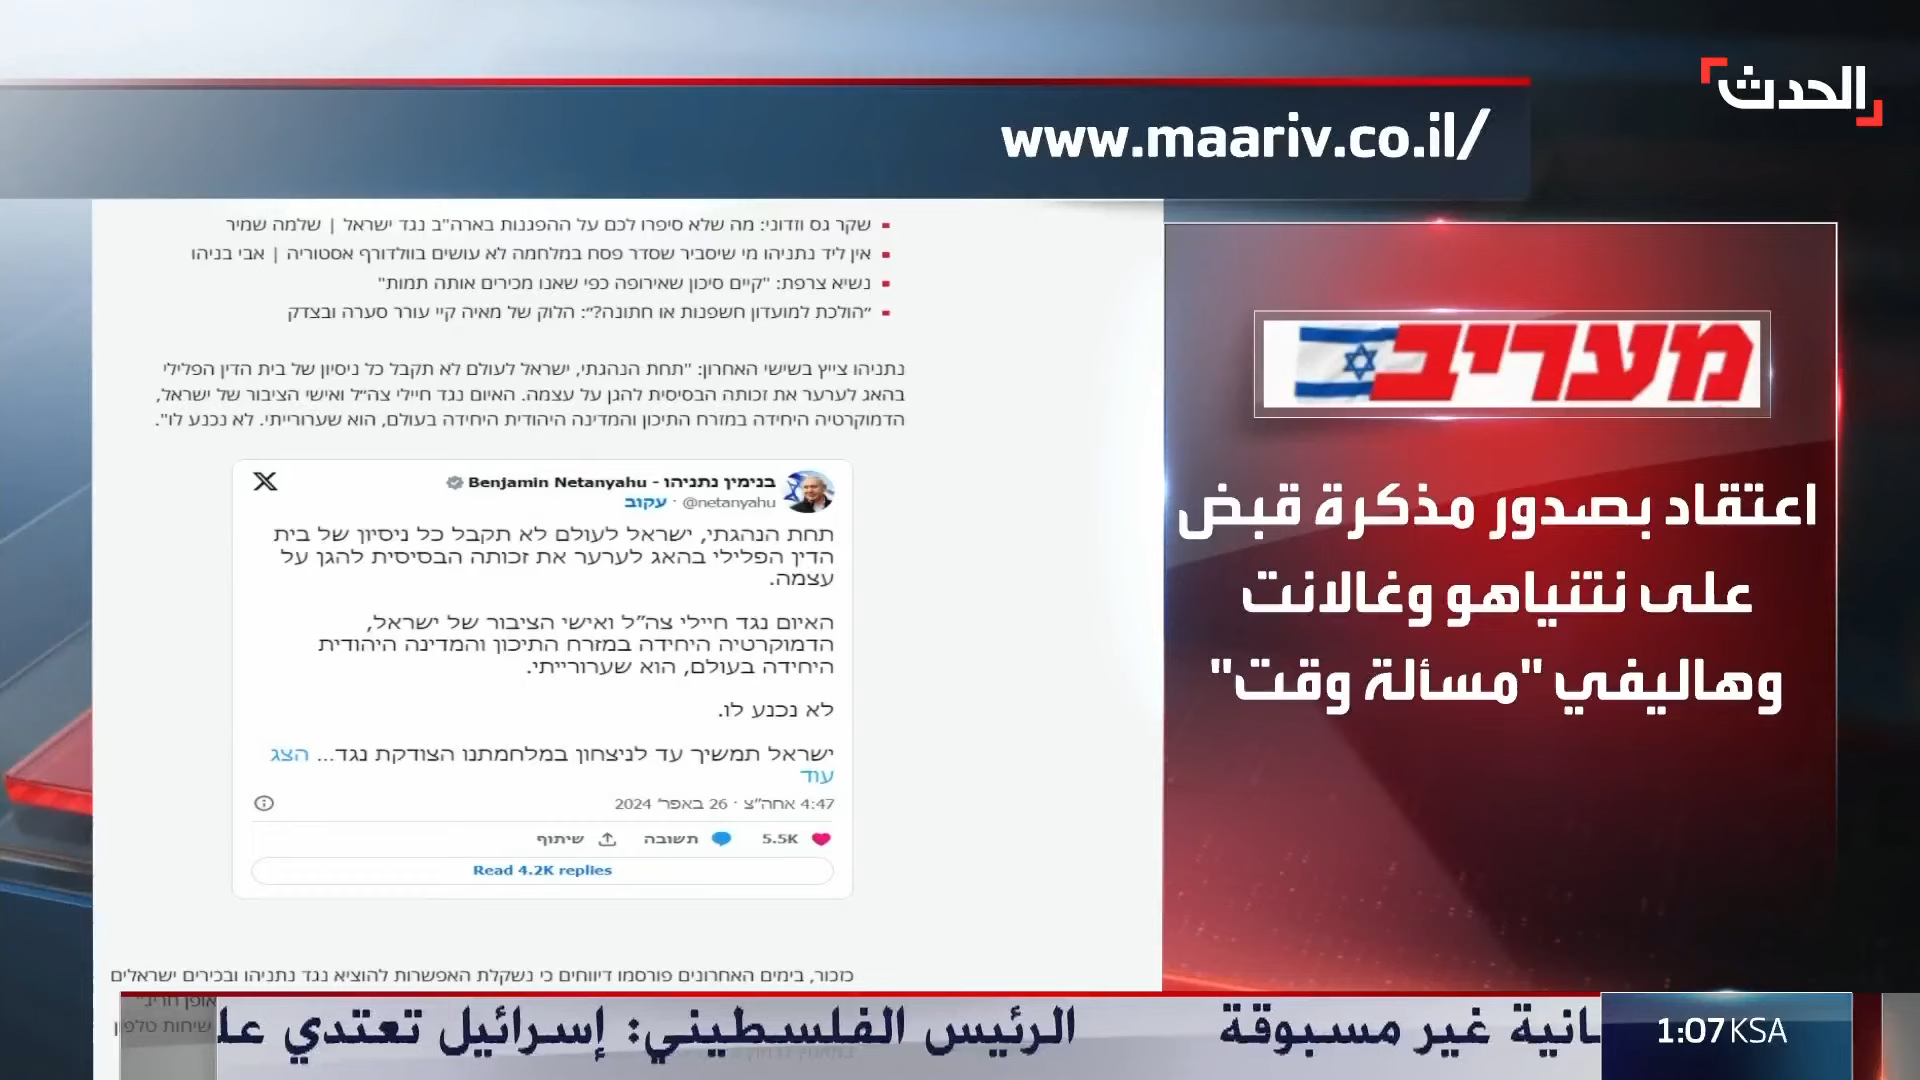 الحدث
www.maariv.co.il/
שקר גס וזדוני: מה שלא סיפרו לכם על ההפגנות בארה"ב נגד ישראל | שלמה שמיר
אין ליד נתניהו מי שיסביר שסדר פסח במלחמה לא עושים בוולדורף אסטוריה | אבי בניהו
נשיא צרפת: "קיים סיכון שאירופה כפי שאנו מכירים אותה תמות"
״הולכת למועדון חשפנות או חתונה?״: הלוק של מאיה קיי עורר סערה ובצדק
נתניהו צייץ בשישי האחרון: "תחת הנהגתי, ישראל לעולם לא תקבל כל ניסיון של בית הדין הפלילי
בהאג לערער את זכותה הבסיסית להגן על עצמה. האיום נגד חיילי צה״ל ואישי הציבור של ישראל,
הדמוקרטיה היחידה במזרח התיכון והמדינה היהודית היחידה בעולם, הוא שערורייתי. לא נכנע לו".
בנימין נתניהו - Benjamin Netanyahu
@netanyahu · עקוב
תחת הנהגתי, ישראל לעולם לא תקבל כל ניסיון של בית
הדין הפלילי בהאג לערער את זכותה הבסיסית להגן על
עצמה.
האיום נגד חיילי צה״ל ואישי הציבור של ישראל,
הדמוקרטיה היחידה במזרח התיכון והמדינה היהודית
היחידה בעולם, הוא שערורייתי.
לא נכנע לו.
ישראל תמשיך עד לניצחון במלחמתנו הצודקת נגד... הצג
עוד
4:47 אחה״צ · 26 באפר׳ 2024
5.5K תשובה שיתוף
Read 4.2K replies
כזכור, בימים האחרונים פורסמו דיווחים כי נשקלת האפשרות להוציא נגד נתניהו ובכירים ישראלים
אופן חריג"
שיחות טלפון
מעריב
اعتقاد بصدور مذكرة قبض
على نتنياهو وغالانت
وهاليفي "مسألة وقت"
ـانية غير مسبوقة الرئيس الفلسطيني: إسرائيل تعتدي علـ
1:07 KSA